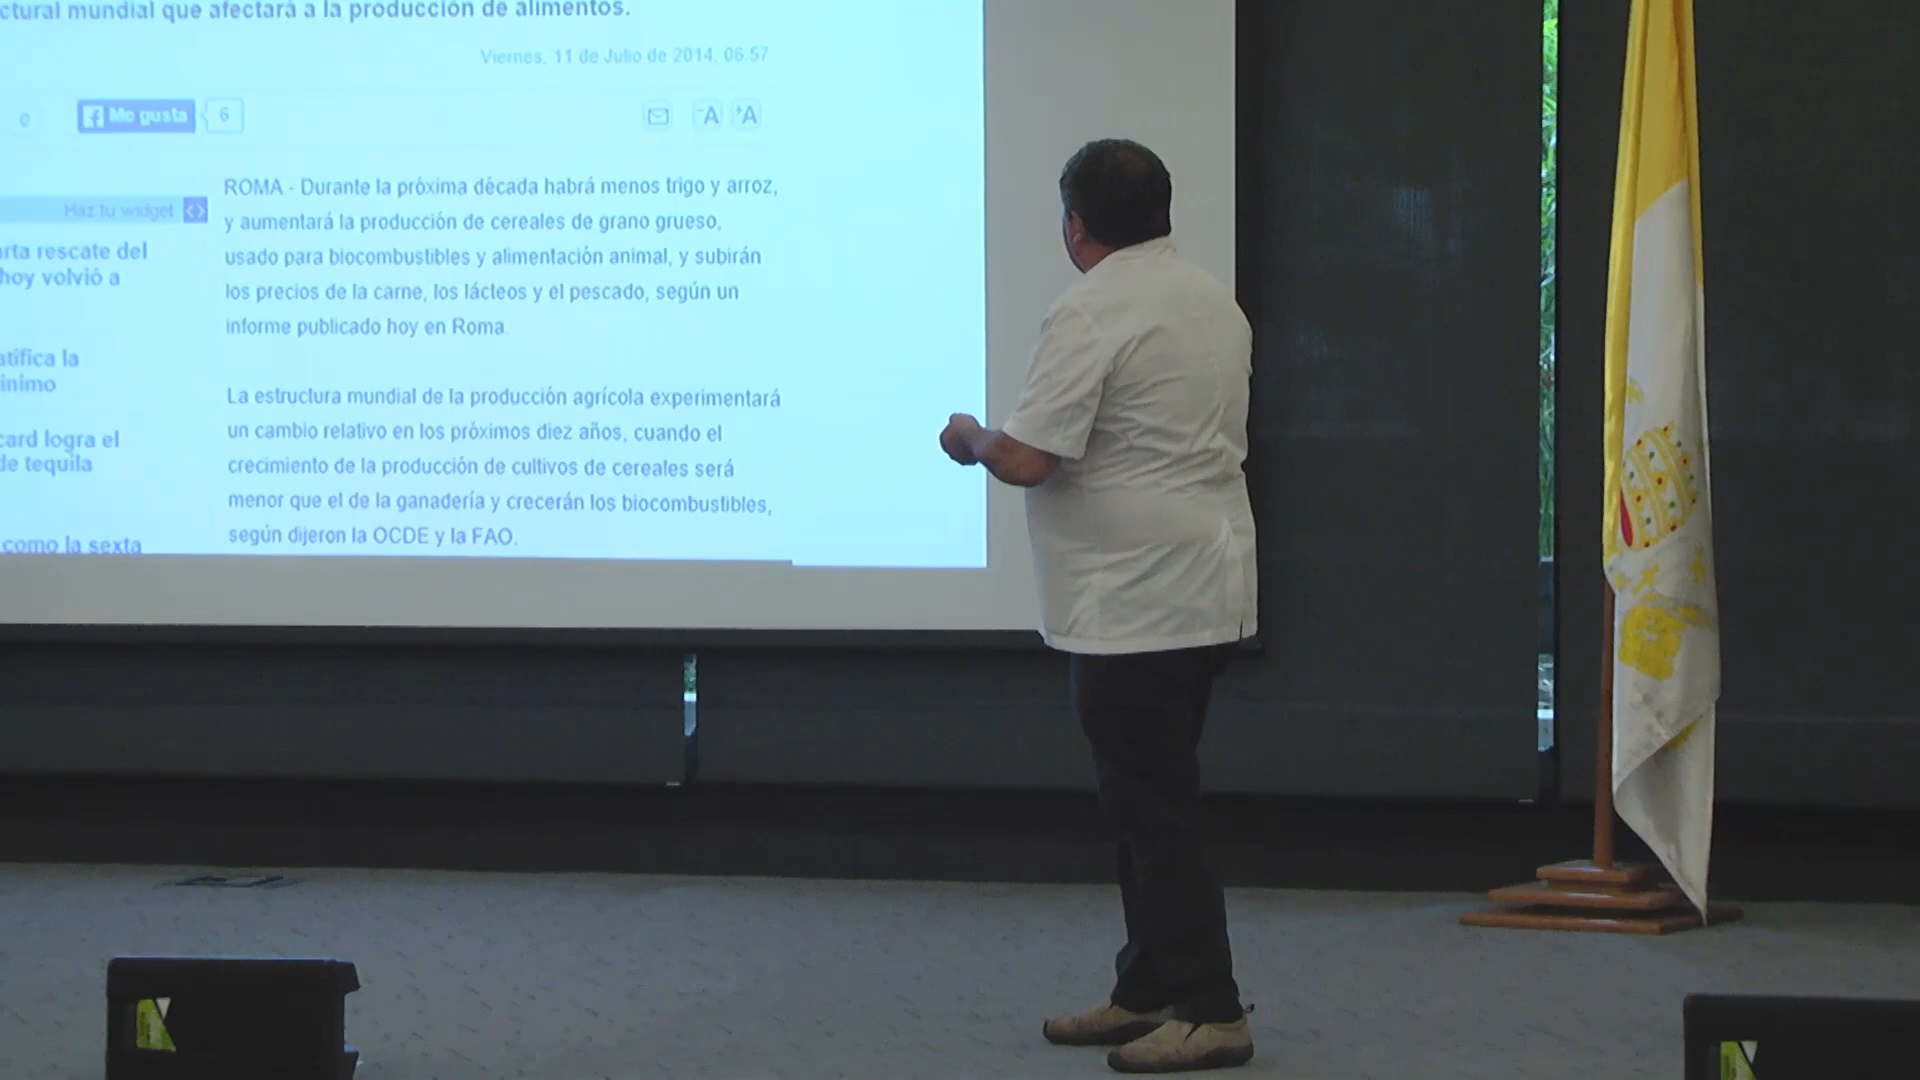 ctural mundial que afectará a la producción de alimentos.
Viernes, 11 de Julio de 2014, 06:57
0
Me gusta
6
-A
+A
Haz tu widget
arta rescate del
hoy volvió a
atifica la
ínimo
card logra el
de tequila
como la sexta
ROMA.- Durante la próxima década habrá menos trigo y arroz,
y aumentará la producción de cereales de grano grueso,
usado para biocombustibles y alimentación animal, y subirán
los precios de la carne, los lácteos y el pescado, según un
informe publicado hoy en Roma.
La estructura mundial de la producción agrícola experimentará
un cambio relativo en los próximos diez años, cuando el
crecimiento de la producción de cultivos de cereales será
menor que el de la ganadería y crecerán los biocombustibles,
según dijeron la OCDE y la FAO.